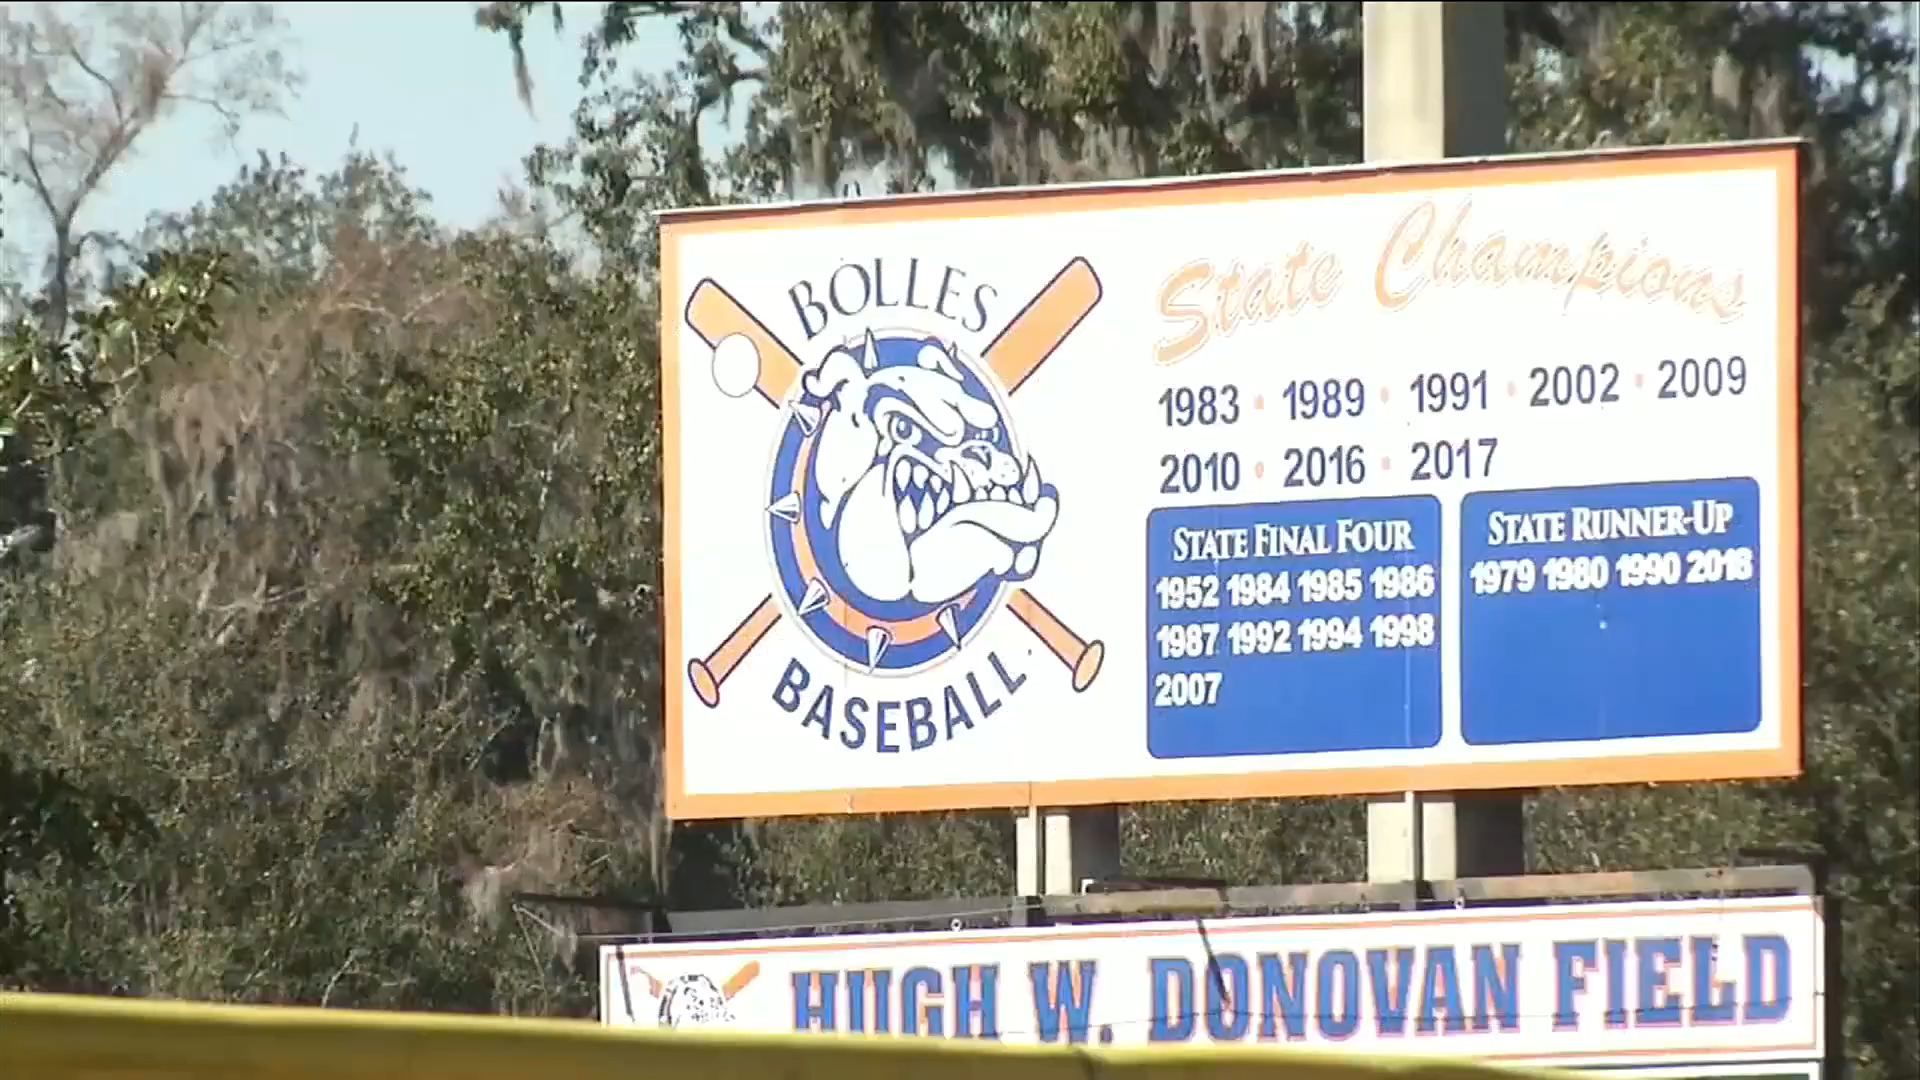 BOLLES
BASEBALL
State Champions
1983 • 1989 • 1991 • 2002 • 2009
2010 • 2016 • 2017
STATE FINAL FOUR
1952 1984 1985 1986
1987 1992 1994 1998
2007
STATE RUNNER-UP
1979 1980 1990 2018
HUGH W. DONOVAN FIELD